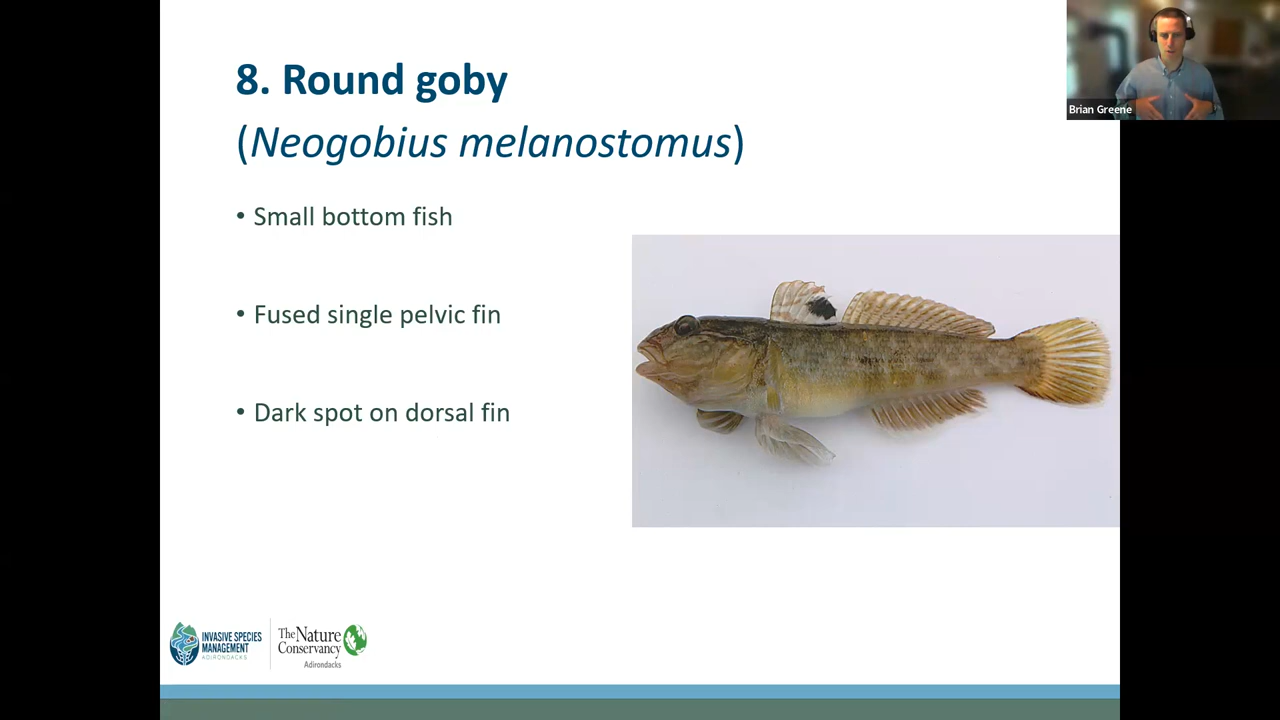 8. Round goby
(Neogobius melanostomus)
• Small bottom fish
• Fused single pelvic fin
• Dark spot on dorsal fin
Brian Greene
INVASIVE SPECIES
MANAGEMENT
ADIRONDACKS
The Nature
Conservancy
Adirondacks